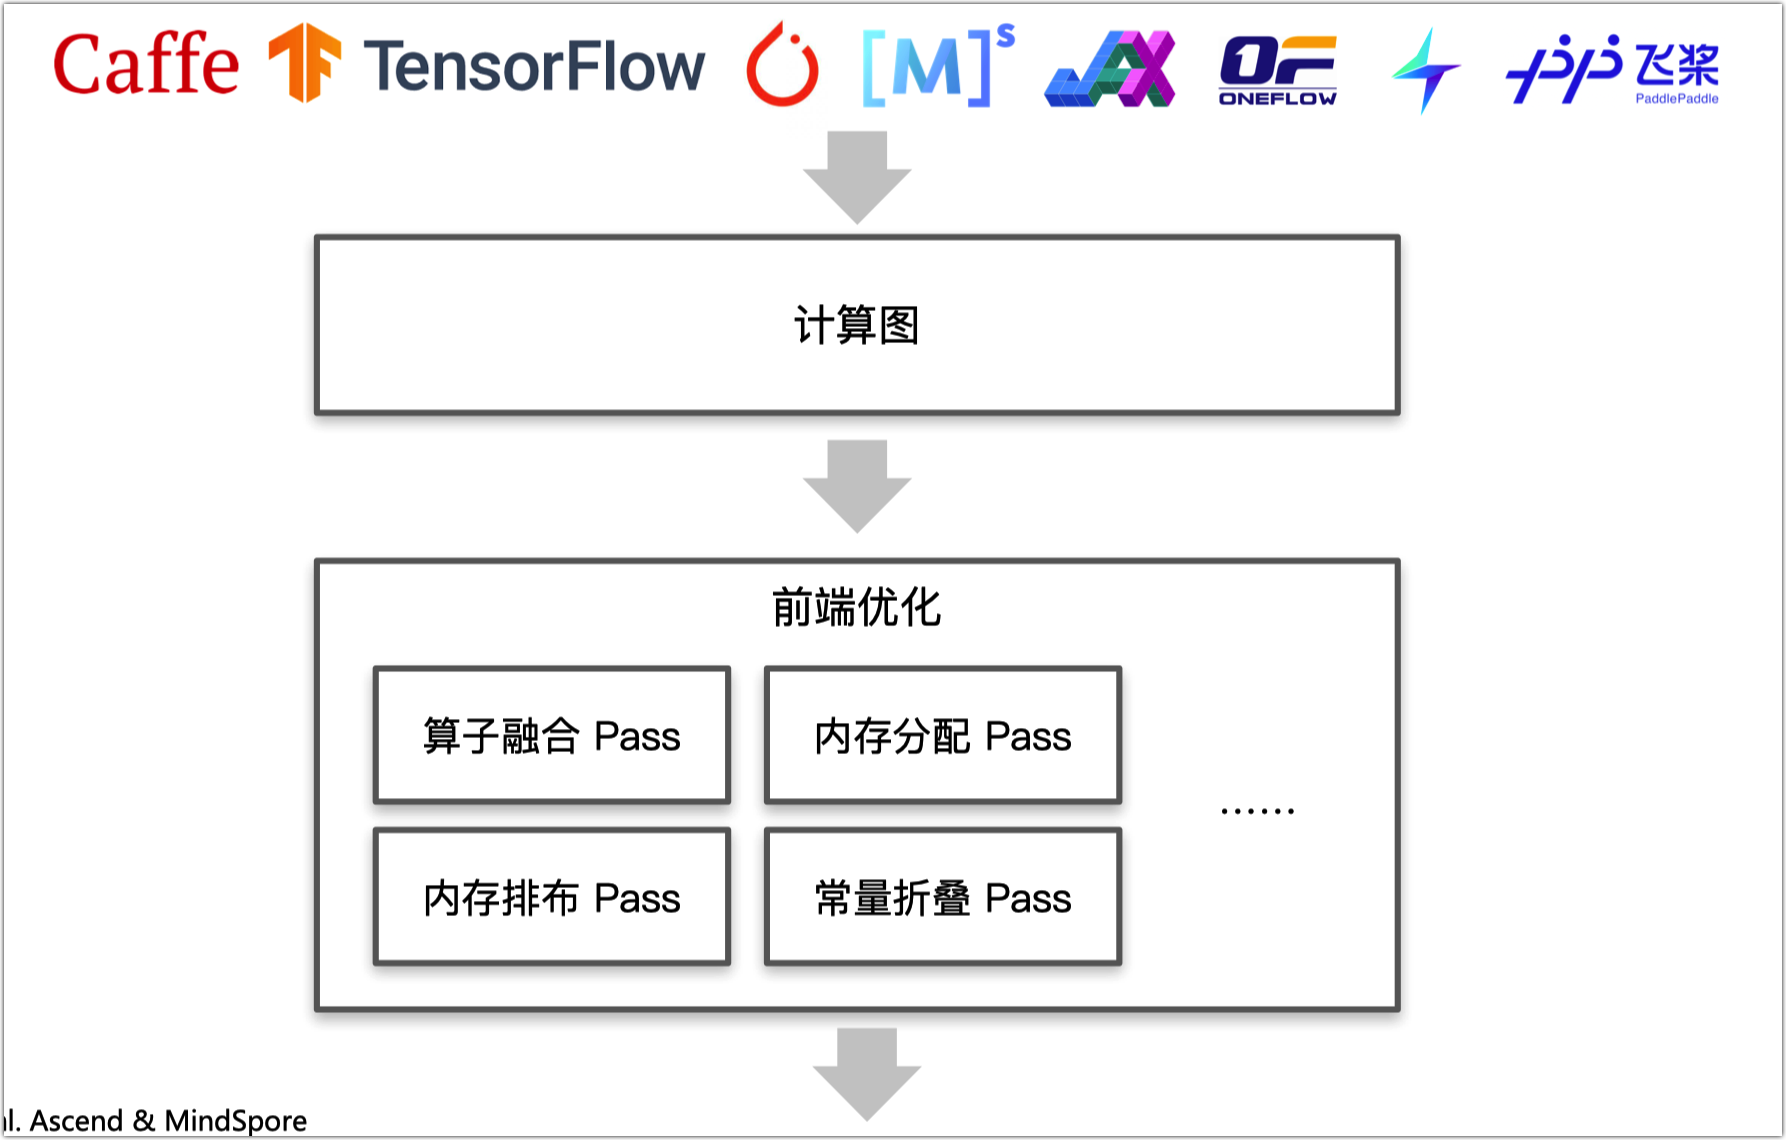 Caffe TensorFlow [M]s JAX OF ONEFLOW 飞桨 PaddlePaddle
计算图
前端优化
算子融合 Pass 内存分配 Pass
……
内存排布 Pass 常量折叠 Pass
al. Ascend & MindSpore